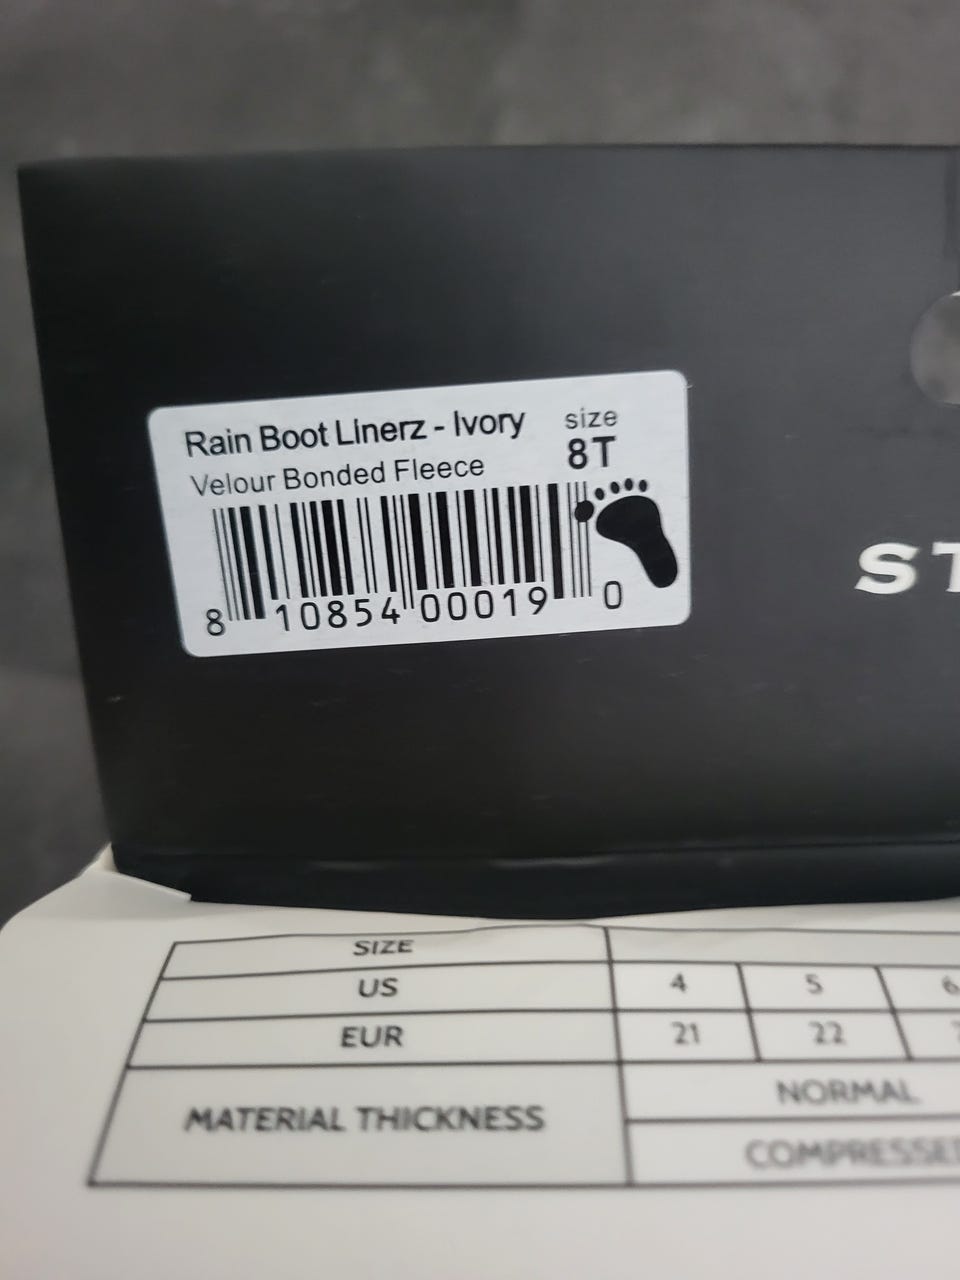 Rain Boot Linerz - Ivory
Velour Bonded Fleece
size
8T
8 10854 00019 0
SIZE
US 4 5
EUR 21 22
MATERIAL THICKNESS
NORMAL